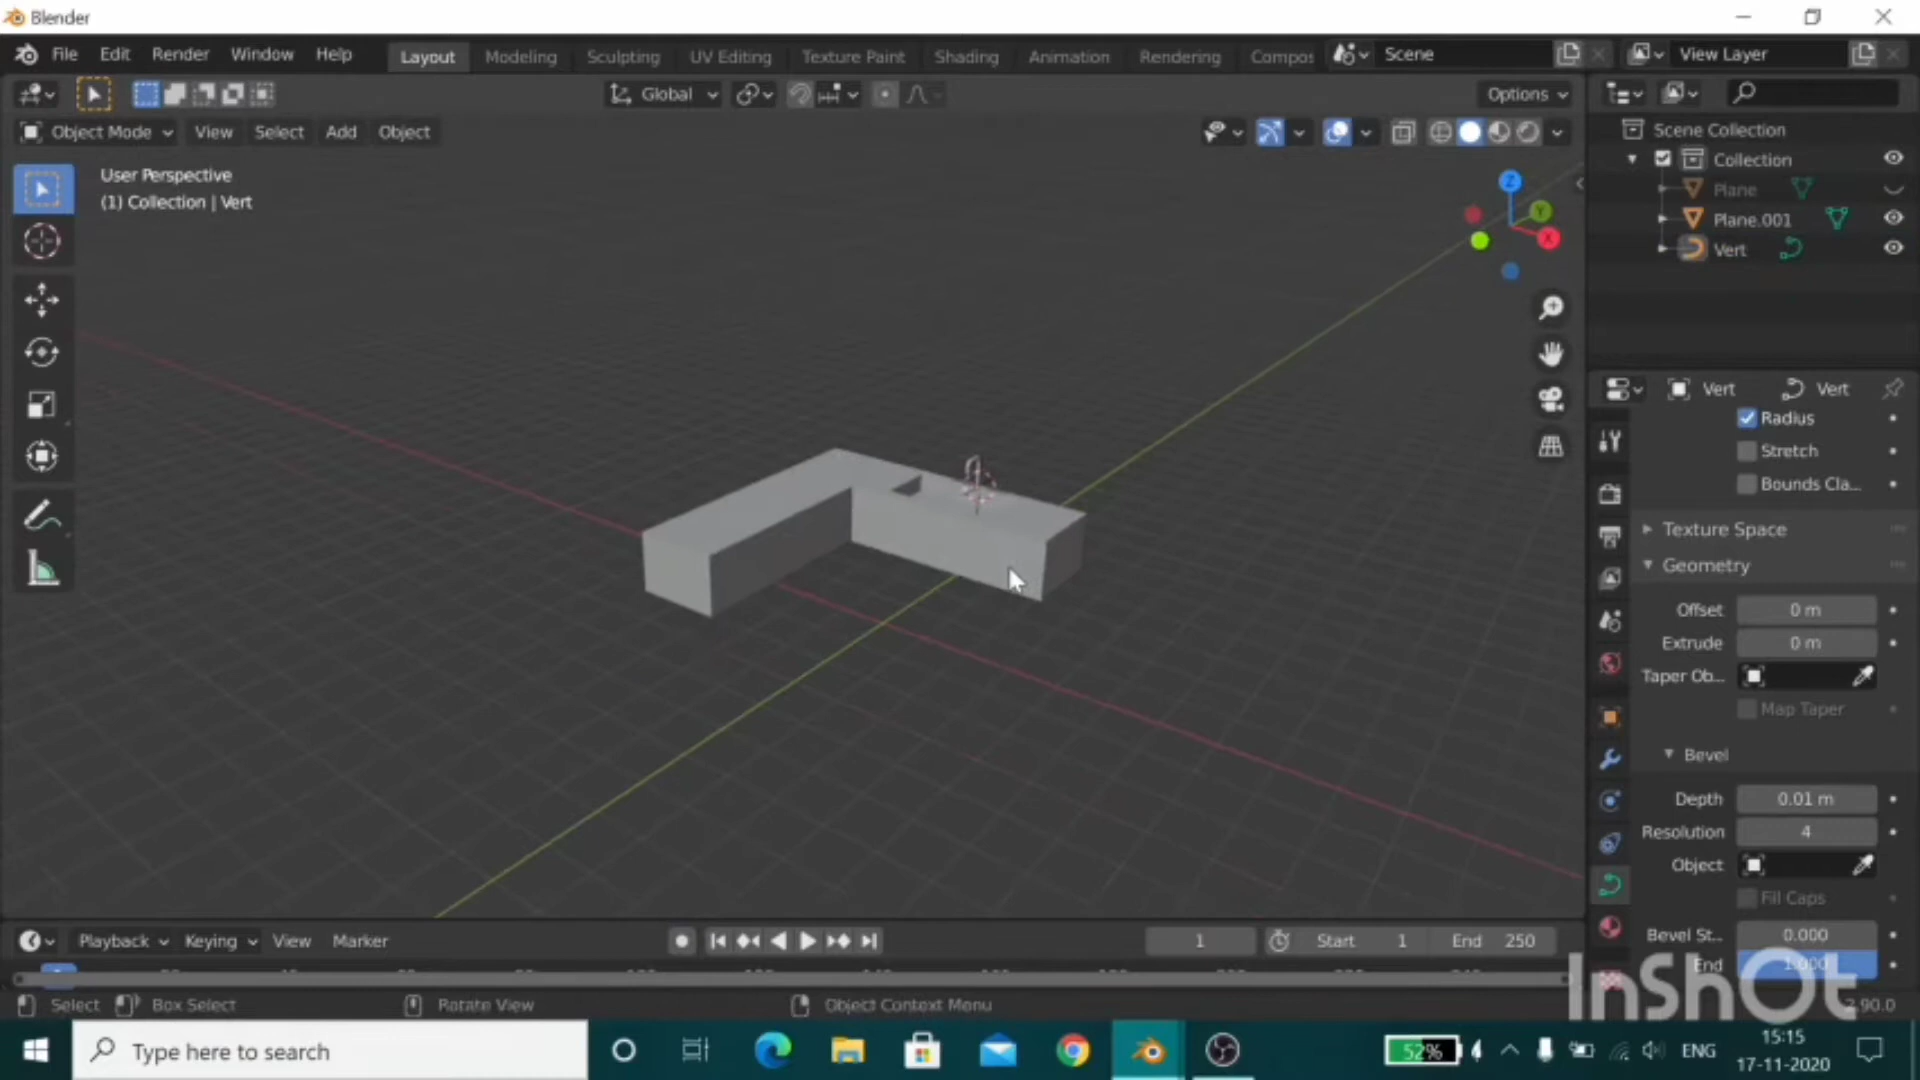 Blender
File Edit Render Window Help Layout Modeling Sculpting UV Editing Texture Paint Shading Animation Rendering Compos Scene View Layer
Global Options
Object Mode View Select Add Object
User Perspective
(1) Collection | Vert
Z
Y
X
Scene Collection
Collection
Plane
Plane.001
Vert
Vert Vert
Radius
Stretch
Bounds Cla...
Texture Space
Geometry
Offset 0 m
Extrude 0 m
Taper Ob...
Map Taper
Bevel
Depth 0.01 m
Resolution 4
Object
Fill Caps
Bevel St.. 0.000
End 1.000
Playback Keying View Marker 1 Start 1 End 250
Select Box Select Rotate View Object Context Menu 2.90.0
InShOt
Type here to search 52% ENG 15:15
17-11-2020